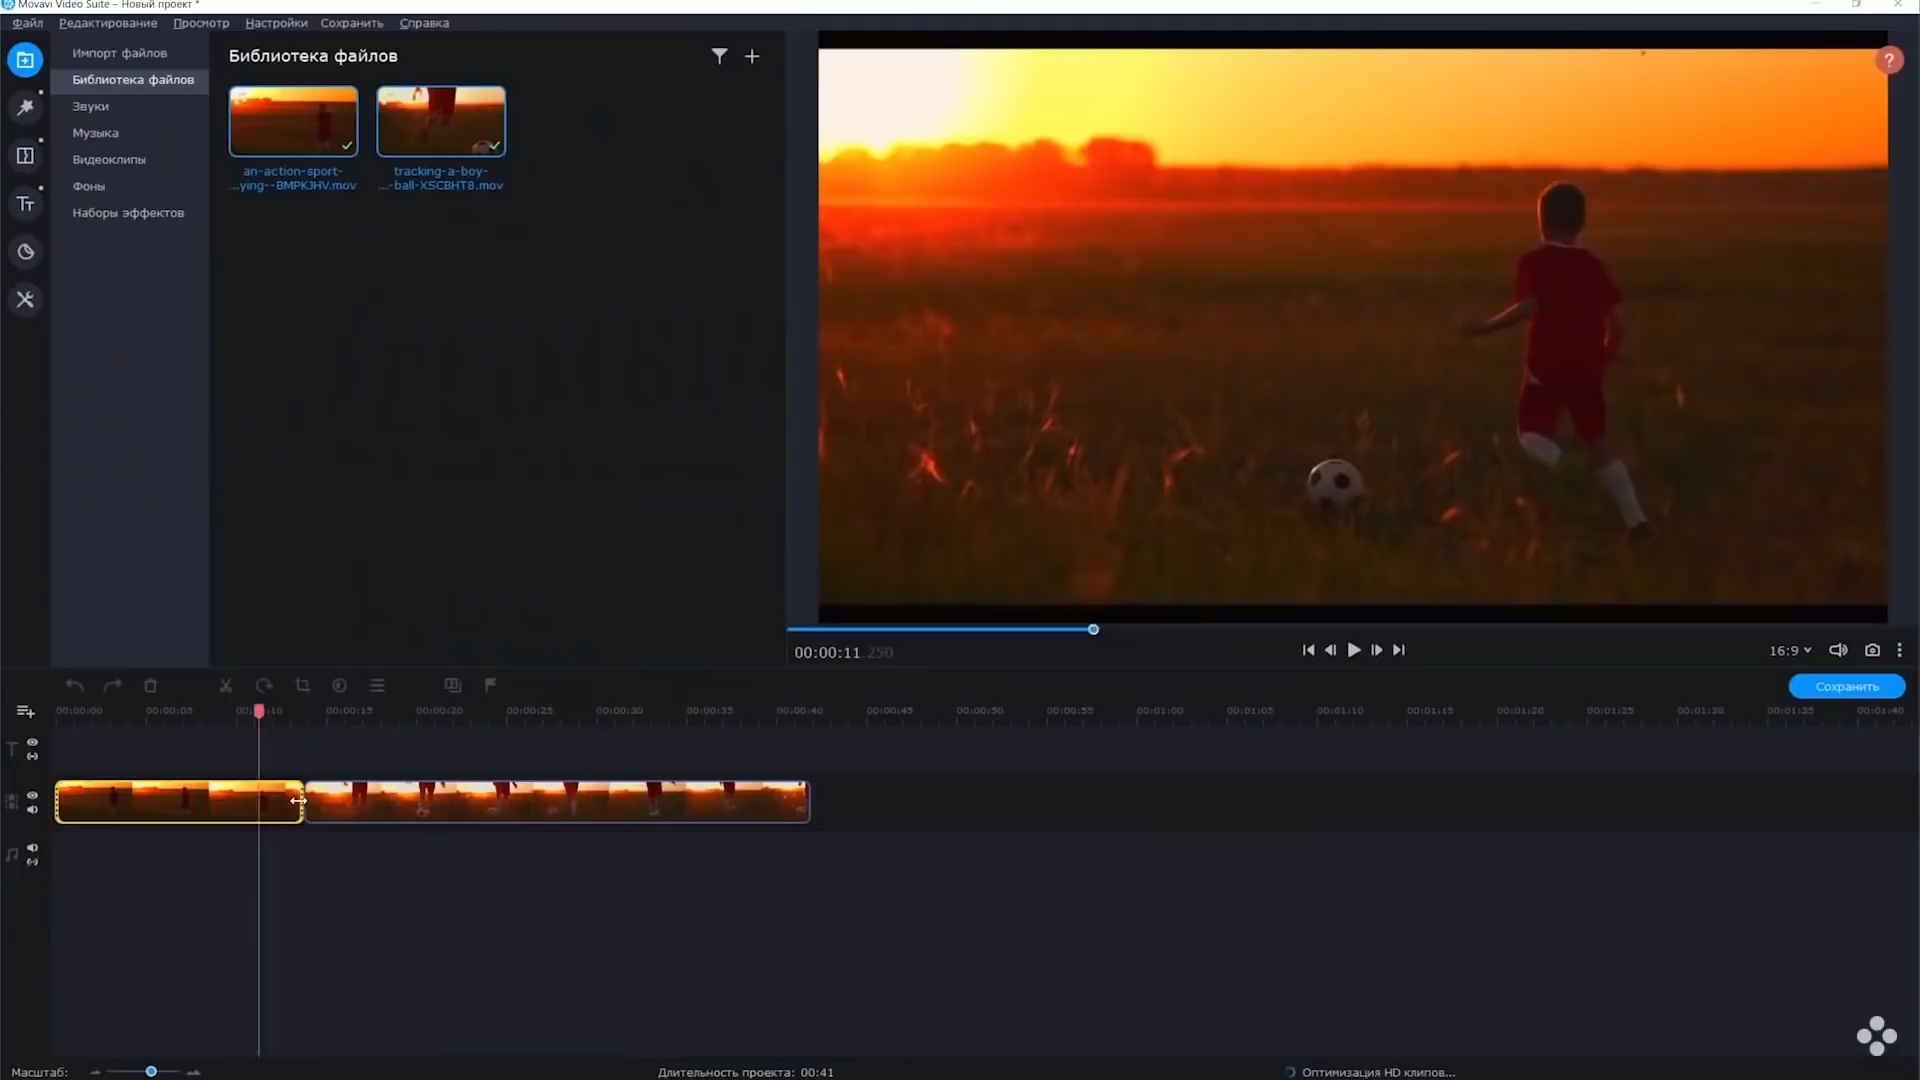 Movavi Video Suite – Новый проект *
Файл Редактирование Просмотр Настройки Сохранить Справка
Импорт файлов
Библиотека файлов
Звуки
Музыка
Видеоклипы
Фоны
Наборы эффектов
Библиотека файлов
an-action-sport-
...ying--BMPKJHV.mov
tracking-a-boy-
...-ball-XSCBHT8.mov
?
00:00:11.250
16:9
Сохранить
00:00:00 00:00:05 00:00:10 00:00:15 00:00:20 00:00:25 00:00:30 00:00:35 00:00:40 00:00:45 00:00:50 00:00:55 00:01:00 00:01:05 00:01:10 00:01:15 00:01:20 00:01:25 00:01:30 00:01:35 00:01:40
Масштаб:
Длительность проекта: 00:41
Оптимизация HD клипов...